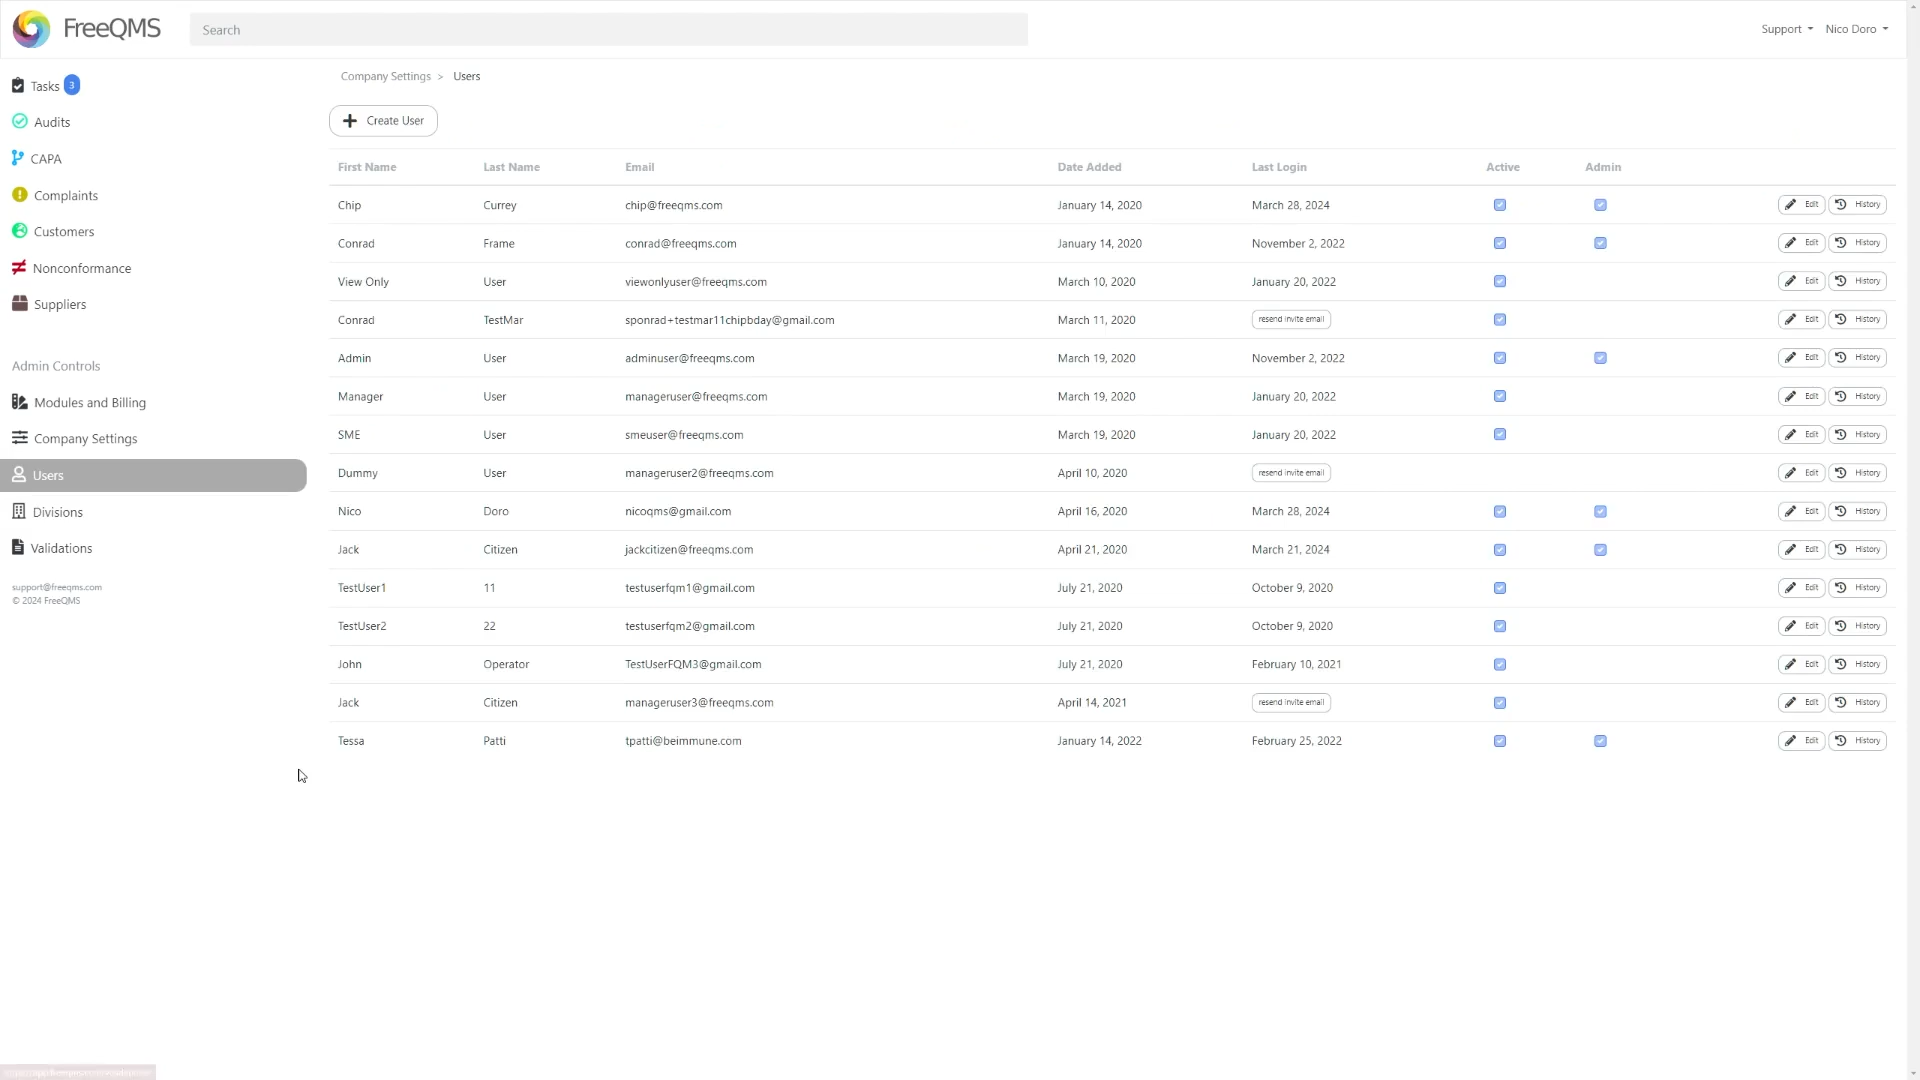 FreeQMS
Search
Support
Nico Doro
Tasks 3
Audits
CAPA
Complaints
Customers
Nonconformance
Suppliers
Admin Controls
Modules and Billing
Company Settings
Users
Divisions
Validations
support@freeqms.com
© 2024 FreeQMS
Company Settings > Users
Create User
First Name Last Name Email Date Added Last Login Active Admin
Chip Currey chip@freeqms.com January 14, 2020 March 28, 2024 Edit History
Conrad Frame conrad@freeqms.com January 14, 2020 November 2, 2022 Edit History
View Only User viewonlyuser@freeqms.com March 10, 2020 January 20, 2022 Edit History
Conrad TestMar sponrad+testmar11chipbday@gmail.com March 11, 2020 resend invite email Edit History
Admin User adminuser@freeqms.com March 19, 2020 November 2, 2022 Edit History
Manager User manageruser@freeqms.com March 19, 2020 January 20, 2022 Edit History
SME User smeuser@freeqms.com March 19, 2020 January 20, 2022 Edit History
Dummy User manageruser2@freeqms.com April 10, 2020 resend invite email Edit History
Nico Doro nicoqms@gmail.com April 16, 2020 March 28, 2024 Edit History
Jack Citizen jackcitizen@freeqms.com April 21, 2020 March 21, 2024 Edit History
TestUser1 11 testuserfqm1@gmail.com July 21, 2020 October 9, 2020 Edit History
TestUser2 22 testuserfqm2@gmail.com July 21, 2020 October 9, 2020 Edit History
John Operator TestUserFQM3@gmail.com July 21, 2020 February 10, 2021 Edit History
Jack Citizen manageruser3@freeqms.com April 14, 2021 resend invite email Edit History
Tessa Patti tpatti@beimmune.com January 14, 2022 February 25, 2022 Edit History